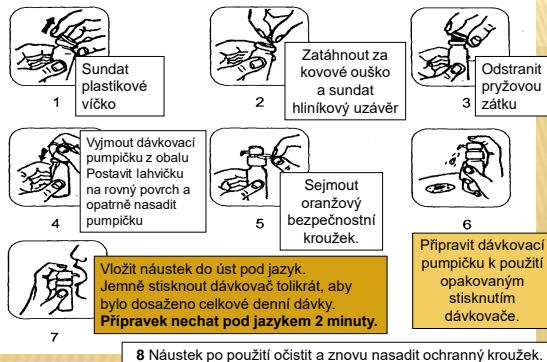 Sundat
plastikové
víčko
1
Zatáhnout za
kovové ouško
a sundat
hliníkový uzávěr
2
Odstranit
pryžovou
zátku
3
Vyjmout dávkovací
pumpičku z obalu
Postavit lahvičku
na rovný povrch a
opatrně nasadit
pumpičku
4
Sejmout
oranžový
bezpečnostní
kroužek.
5
6
Připravit dávkovací
pumpičku k použití
opakovaným
stisknutím
dávkovače.
Vložit náustek do úst pod jazyk.
Jemně stisknout dávkovač tolikrát, aby
bylo dosaženo celkové denní dávky.
Přípravek nechat pod jazykem 2 minuty.
7
8 Náustek po použití očistit a znovu nasadit ochranný kroužek.